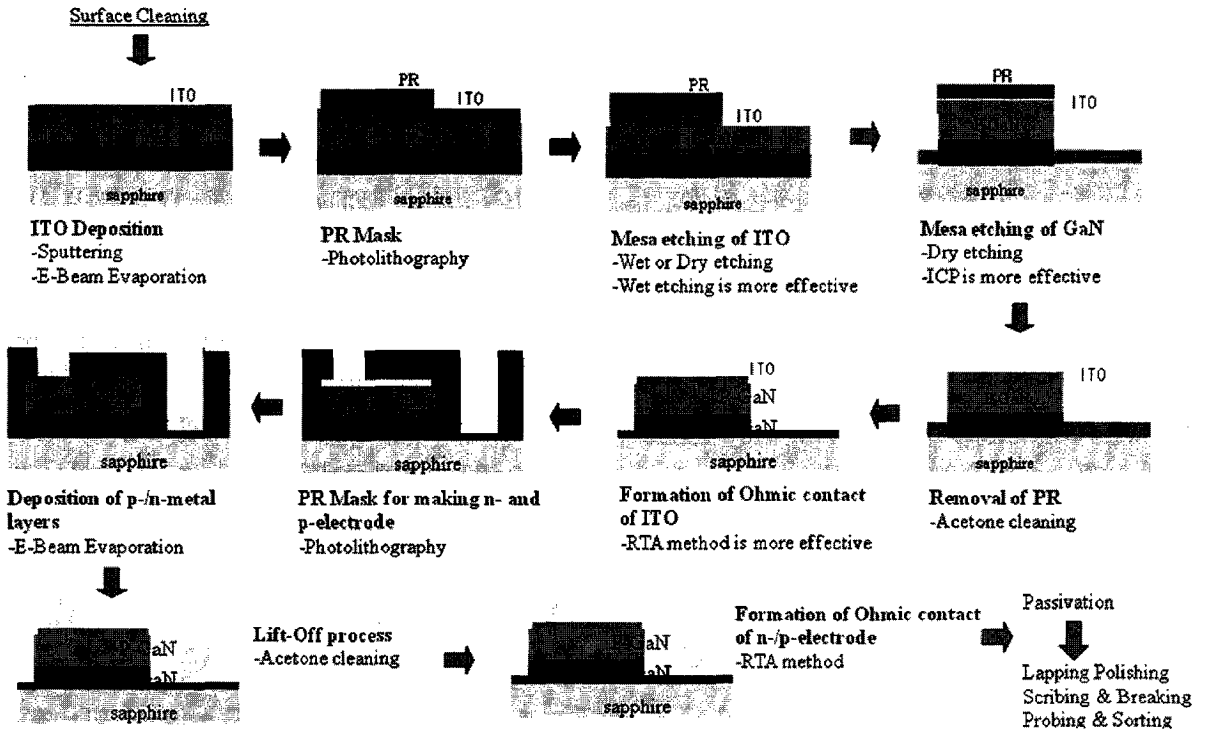 Surface Cleaning
ITO
sapphire
ITO Deposition
-Sputtering
-E-Beam Evaporation
PR
ITO
sapphire
PR Mask
-Photolithography
PR
ITO
sapphire
Mesa etching of ITO
-Wet or Dry etching
-Wet etching is more effective
PR
ITO
sapphire
Mesa etching of GaN
-Dry etching
-ICP is more effective
ITO
sapphire
Removal of PR
-Acetone cleaning
ITO
aN
aN
sapphire
Formation of Ohmic contact
of ITO
-RTA method is more effective
sapphire
PR Mask for making n- and
p-electrode
-Photolithography
sapphire
Deposition of p-/n-metal
layers
-E-Beam Evaporation
aN
aN
sapphire
Lift-Off process
-Acetone cleaning
aN
aN
sapphire
Formation of Ohmic contact
of n-/p-electrode
-RTA method
Passivation
Lapping Polishing
Scribing & Breaking
Probing & Sorting